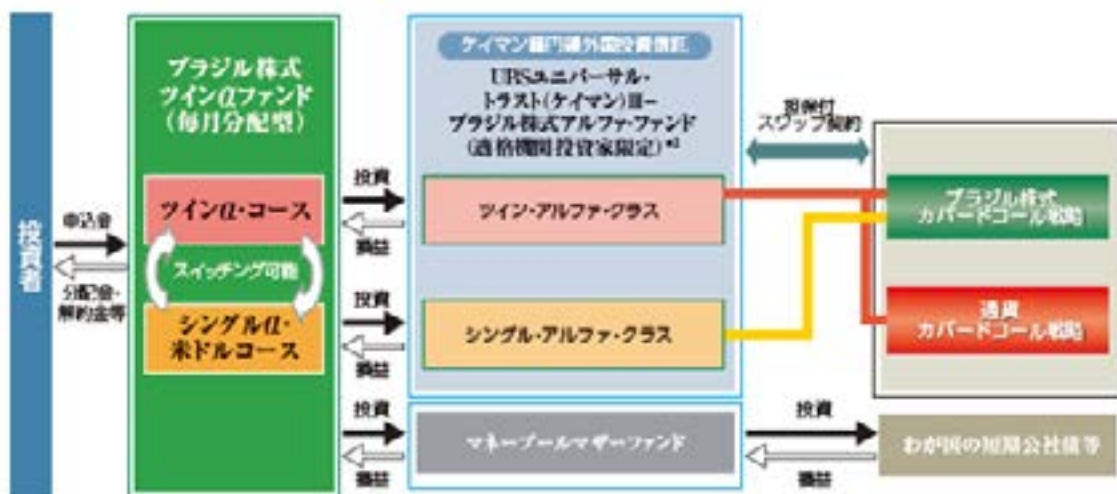 投資者
申込金
分配金・
解約金等
ブラジル株式
ツインαファンド
(毎月分配型)
ツインα・コース
スイッチング可能
シングルα・
米ドルコース
投資
損益
投資
損益
投資
損益
ケイマン籍円建外国投資信託
UBSユニバーサル・
トラスト(ケイマン)Ⅲ-
ブラジル株式アルファ・ファンド
(適格機関投資家限定)
ツイン・アルファ・クラス
シングル・アルファ・クラス
マネープールマザーファンド
担保付
スワップ契約
ブラジル株式
カバードコール戦略
通貨
カバードコール戦略
投資
損益
わが国の短期公社債等